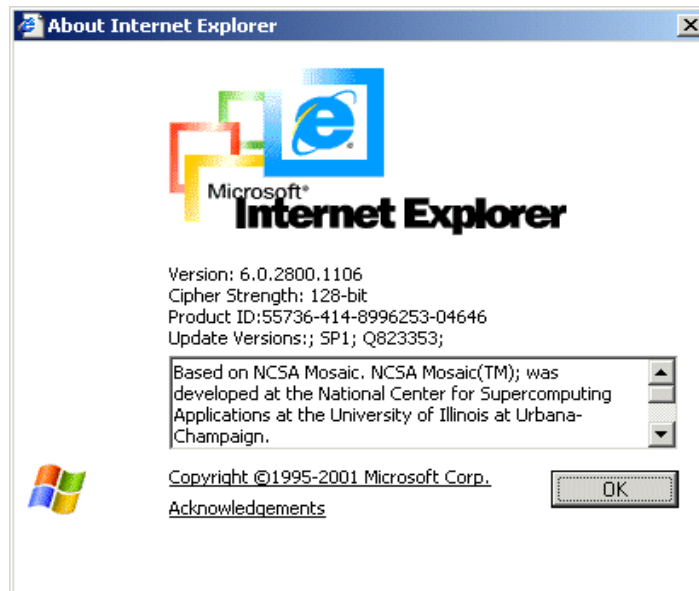 About Internet Explorer
Microsoft®
Internet Explorer
Version: 6.0.2800.1106
Cipher Strength: 128-bit
Product ID:55736-414-8996253-04646
Update Versions:; SP1; Q823353;
Based on NCSA Mosaic. NCSA Mosaic(TM); was
developed at the National Center for Supercomputing
Applications at the University of Illinois at Urbana-
Champaign.
Copyright ©1995-2001 Microsoft Corp.
OK
Acknowledgements